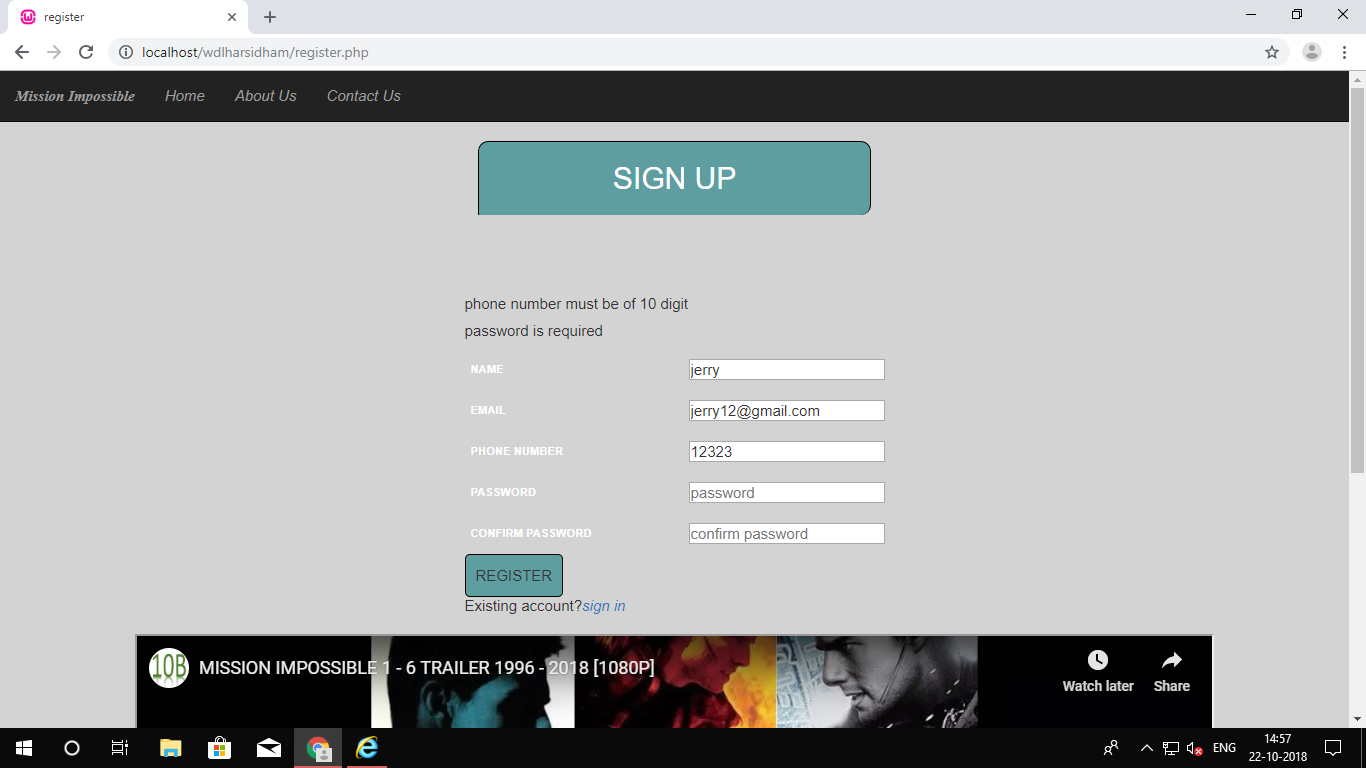 register
localhost/wdlharsidham/register.php
Mission Impossible Home About Us Contact Us
SIGN UP
phone number must be of 10 digit
password is required
NAME jerry
EMAIL jerry12@gmail.com
PHONE NUMBER 12323
PASSWORD password
CONFIRM PASSWORD confirm password
REGISTER
Existing account?sign in
10B MISSION IMPOSSIBLE 1 - 6 TRAILER 1996 - 2018 [1080P]
Watch later Share
ENG 14:57
22-10-2018